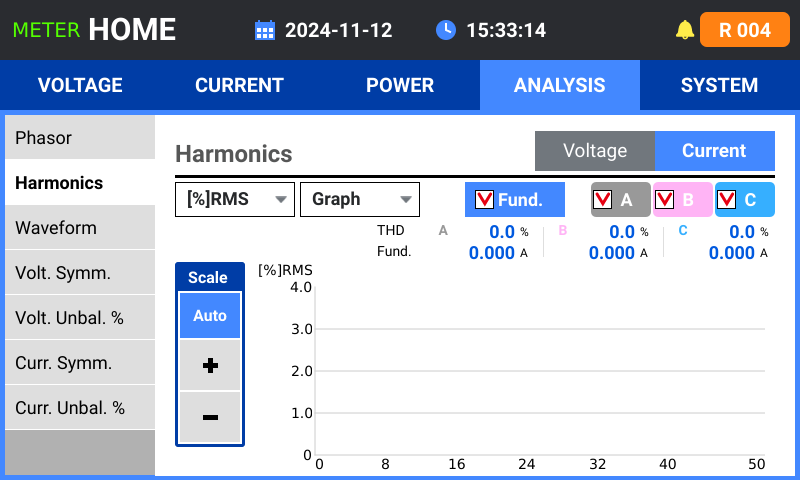 METER HOME 2024-11-12 15:33:14 R 004
VOLTAGE CURRENT POWER ANALYSIS SYSTEM
Phasor
Harmonics
Waveform
Volt. Symm.
Volt. Unbal. %
Curr. Symm.
Curr. Unbal. %
Harmonics Voltage Current
[%]RMS Graph Fund. A B C
THD A 0.0 % B 0.0 % C 0.0 %
Fund. 0.000 A 0.000 A 0.000 A
Scale
Auto
+
−
[%]RMS
4.0
3.0
2.0
1.0
0
0 8 16 24 32 40 50